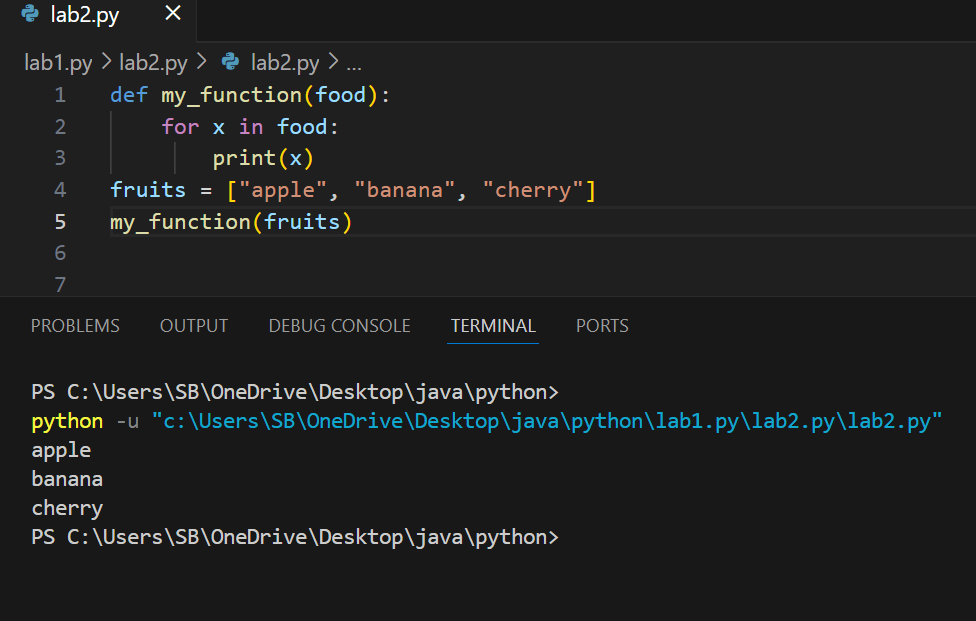 lab2.py
lab1.py > lab2.py > lab2.py > ...
1 def my_function(food):
2     for x in food:
3         print(x)
4 fruits = ["apple", "banana", "cherry"]
5 my_function(fruits)
6
7
PROBLEMS OUTPUT DEBUG CONSOLE TERMINAL PORTS
PS C:\Users\SB\OneDrive\Desktop\java\python>
python -u "c:\Users\SB\OneDrive\Desktop\java\python\lab1.py\lab2.py\lab2.py"
apple
banana
cherry
PS C:\Users\SB\OneDrive\Desktop\java\python>